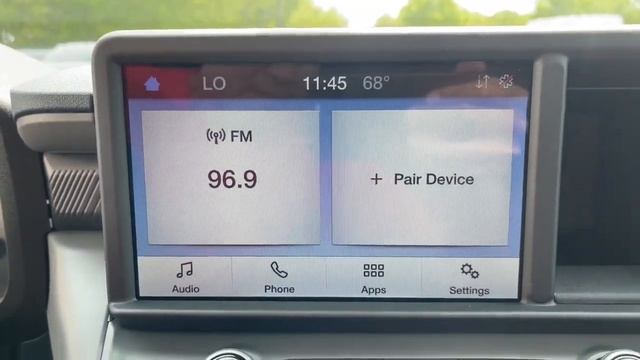 LO 11:45 68°
FM
96.9
+ Pair Device
Audio Phone Apps Settings